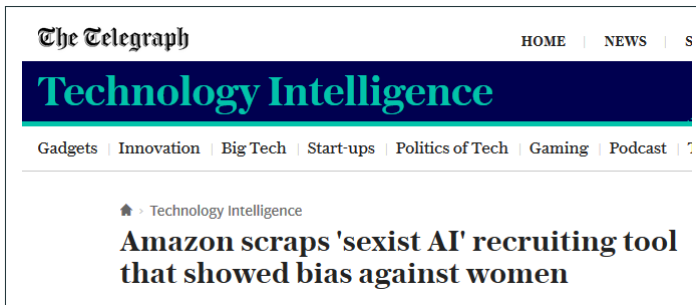 The Telegraph
HOME NEWS S
Technology Intelligence
Gadgets Innovation Big Tech Start-ups Politics of Tech Gaming Podcast
Technology Intelligence
Amazon scraps 'sexist AI' recruiting tool
that showed bias against women